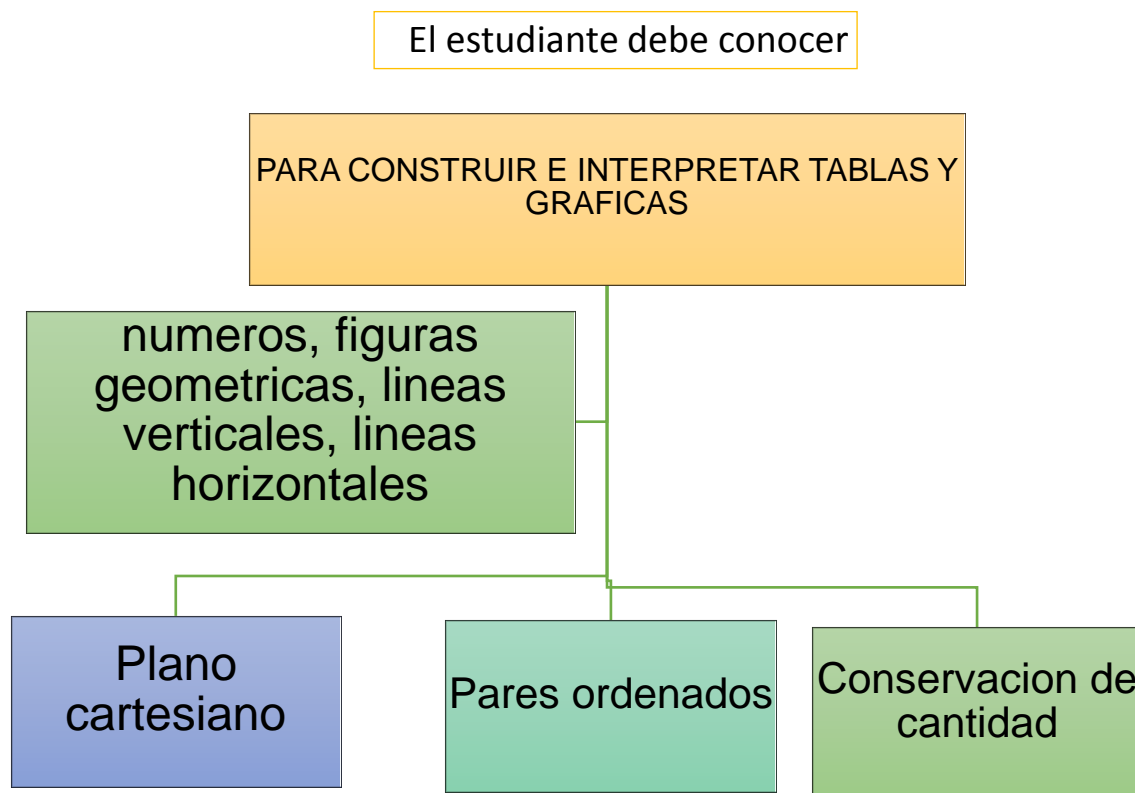 El estudiante debe conocer
PARA CONSTRUIR E INTERPRETAR TABLAS Y
GRAFICAS
numeros, figuras
geometricas, lineas
verticales, lineas
horizontales
Plano
cartesiano
Pares ordenados
Conservacion de
cantidad